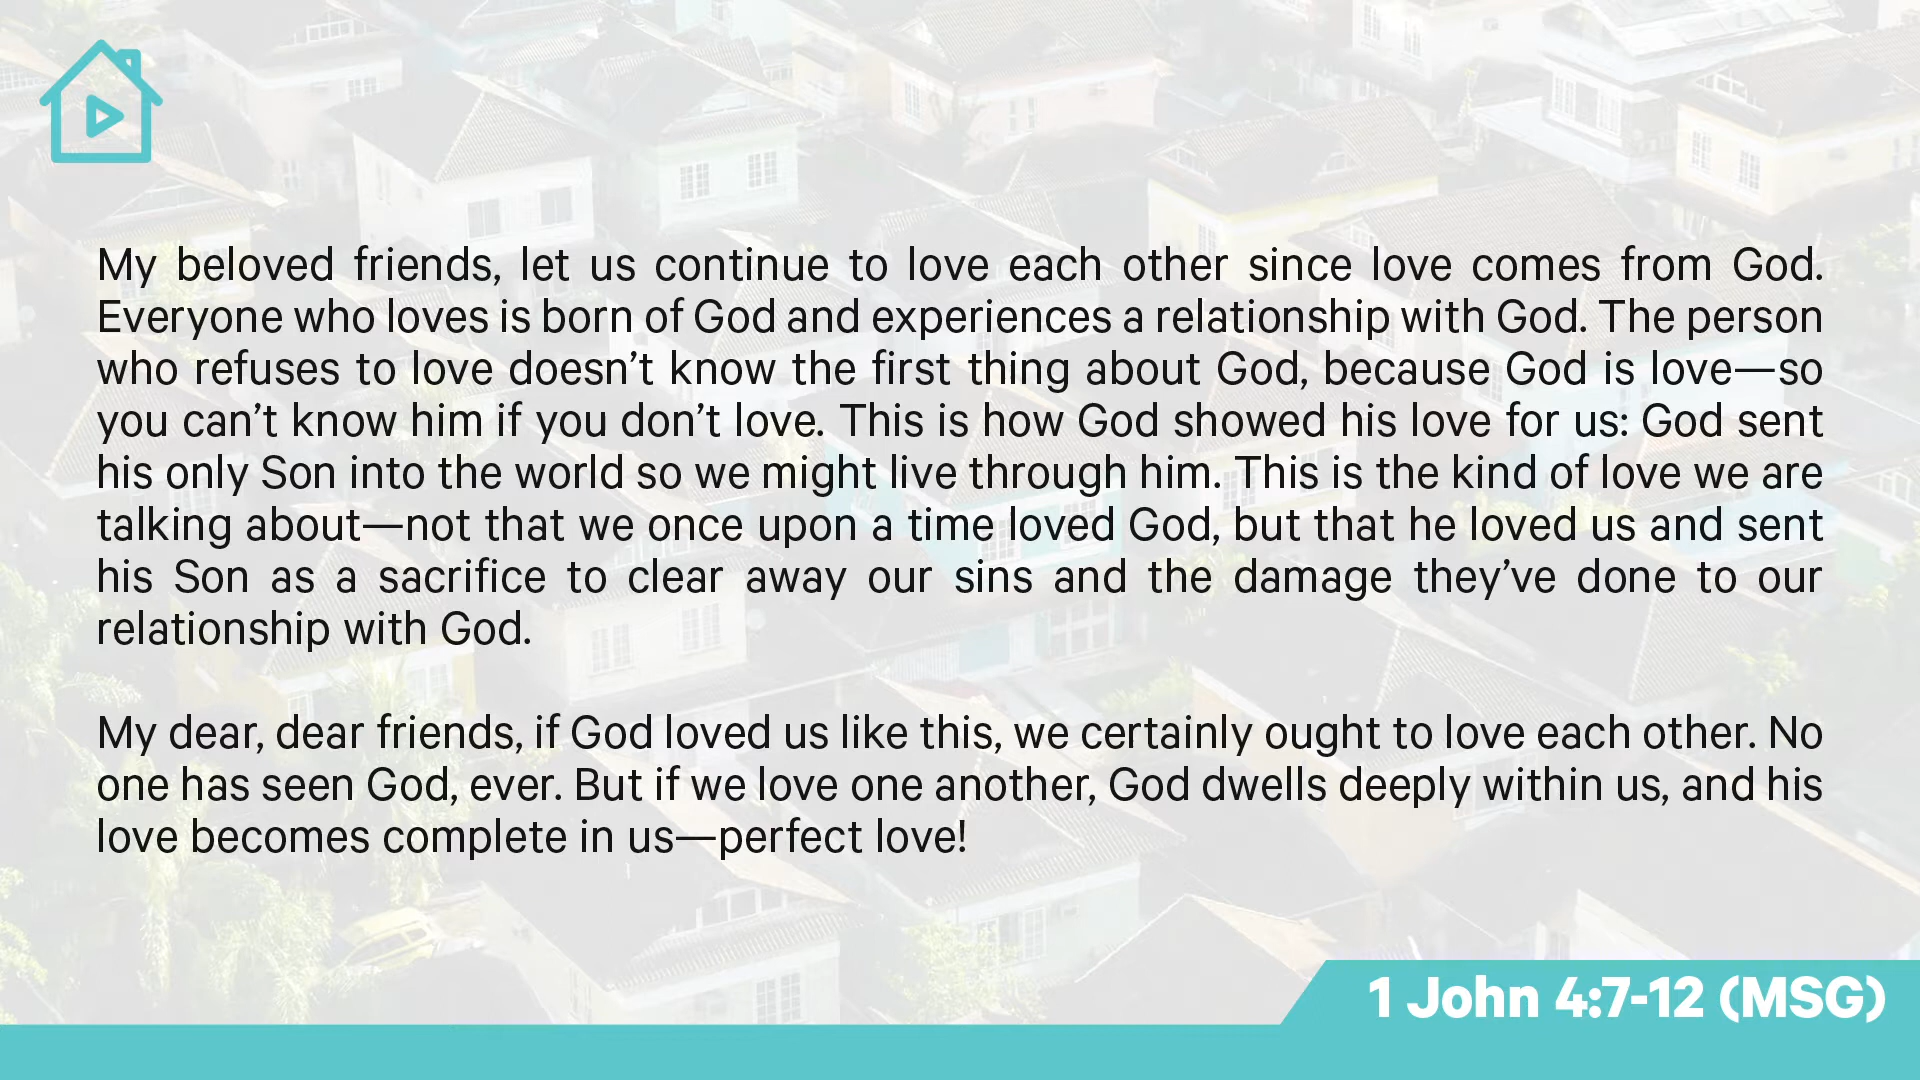 My beloved friends, let us continue to love each other since love comes from God.
Everyone who loves is born of God and experiences a relationship with God. The person
who refuses to love doesn’t know the first thing about God, because God is love—so
you can’t know him if you don’t love. This is how God showed his love for us: God sent
his only Son into the world so we might live through him. This is the kind of love we are
talking about—not that we once upon a time loved God, but that he loved us and sent
his Son as a sacrifice to clear away our sins and the damage they’ve done to our
relationship with God.
My dear, dear friends, if God loved us like this, we certainly ought to love each other. No
one has seen God, ever. But if we love one another, God dwells deeply within us, and his
love becomes complete in us—perfect love!
1 John 4:7-12 (MSG)